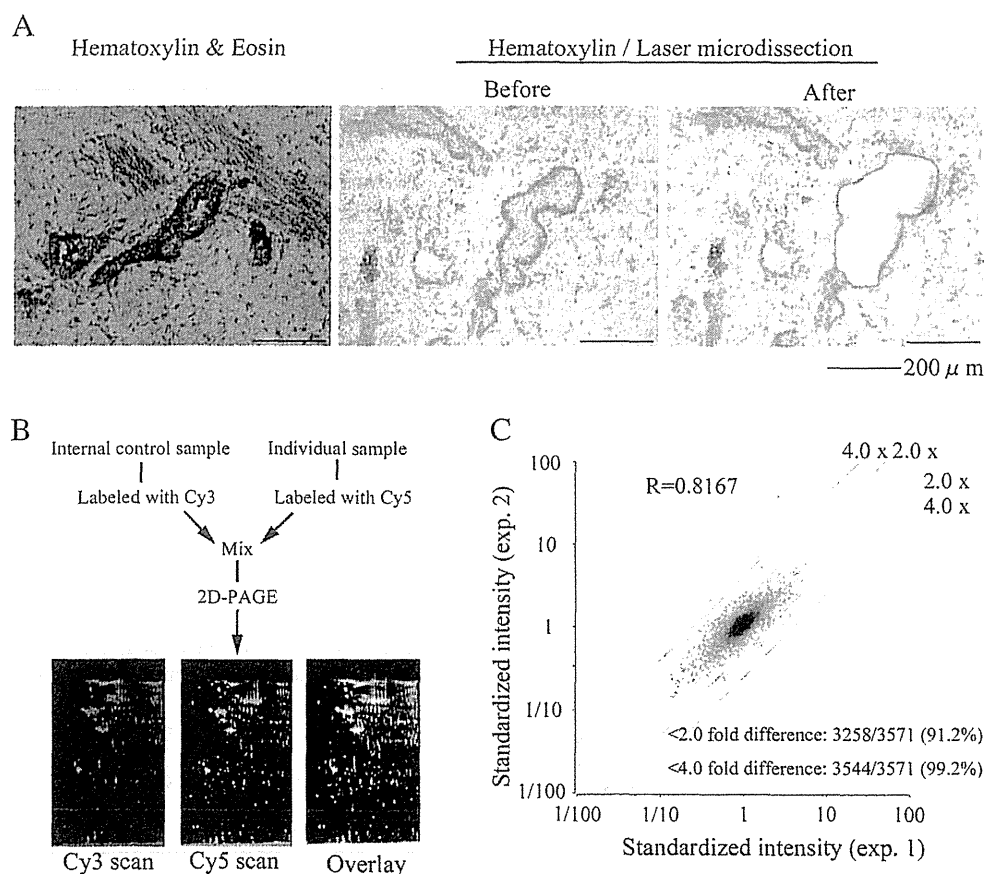 A
Hematoxylin & Eosin
Hematoxylin / Laser microdissection
Before
After
200 μ m
B
Internal control sample
Individual sample
Labeled with Cy3
Labeled with Cy5
Mix
2D-PAGE
Cy3 scan
Cy5 scan
Overlay
C
R=0.8167
4.0 x 2.0 x
2.0 x
4.0 x
Standardized intensity (exp. 2)
100
10
1
1/10
1/100
<2.0 fold difference: 3258/3571 (91.2%)
<4.0 fold difference: 3544/3571 (99.2%)
1/100
1/10
1
10
100
Standardized intensity (exp. 1)